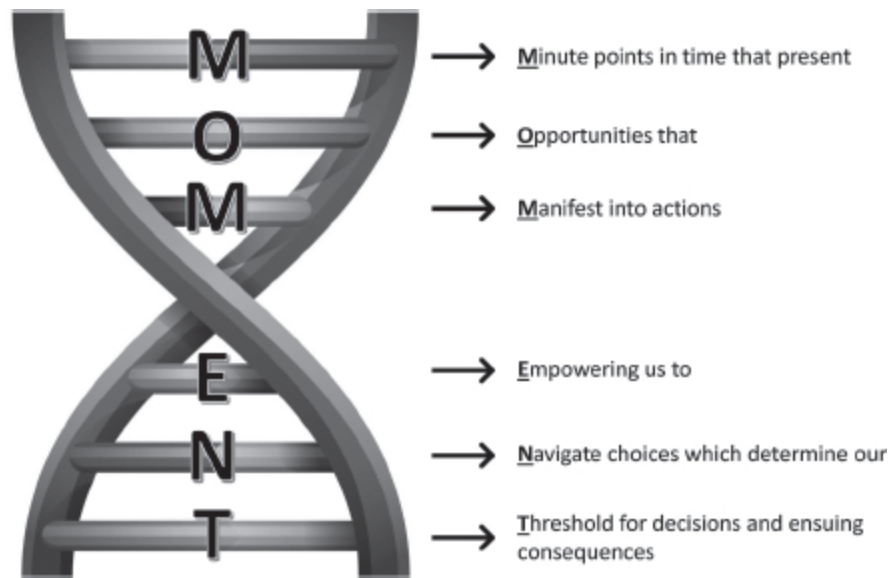 M
Minute points in time that present
O
Opportunities that
M
Manifest into actions
E
Empowering us to
N
Navigate choices which determine our
T
Threshold for decisions and ensuing
consequences